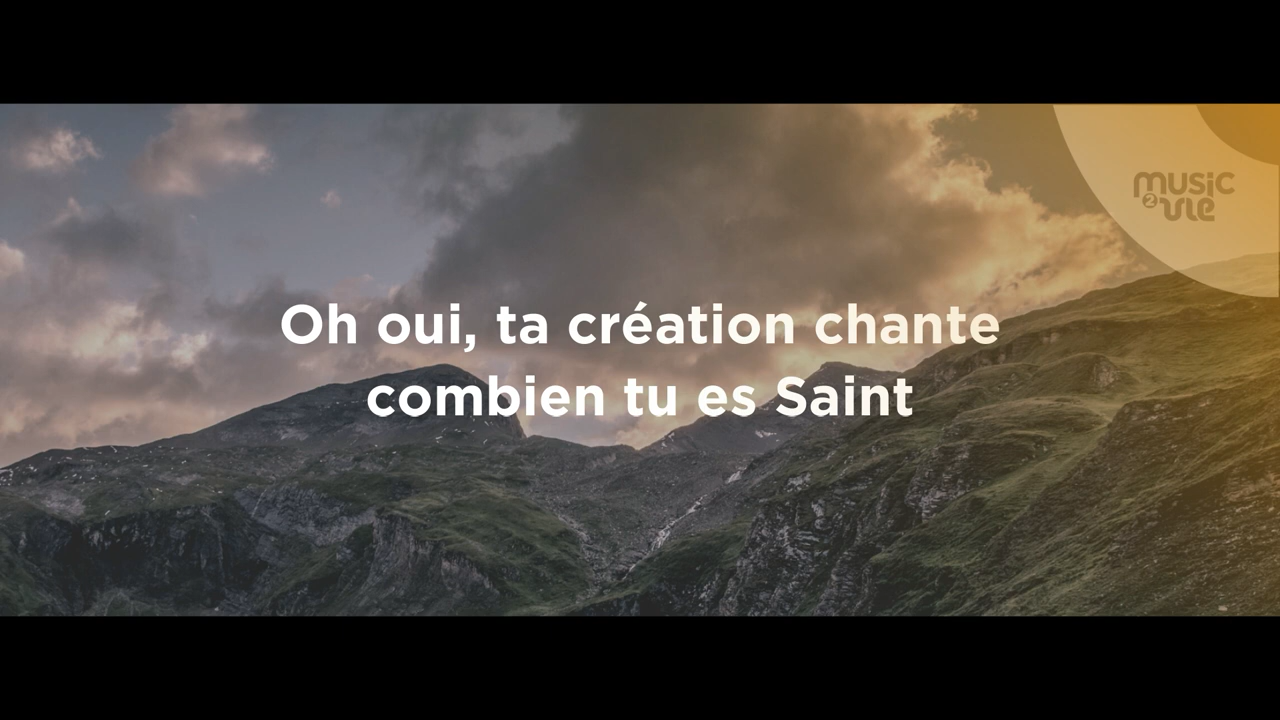 music
2 vie
Oh oui, ta création chante
combien tu es Saint